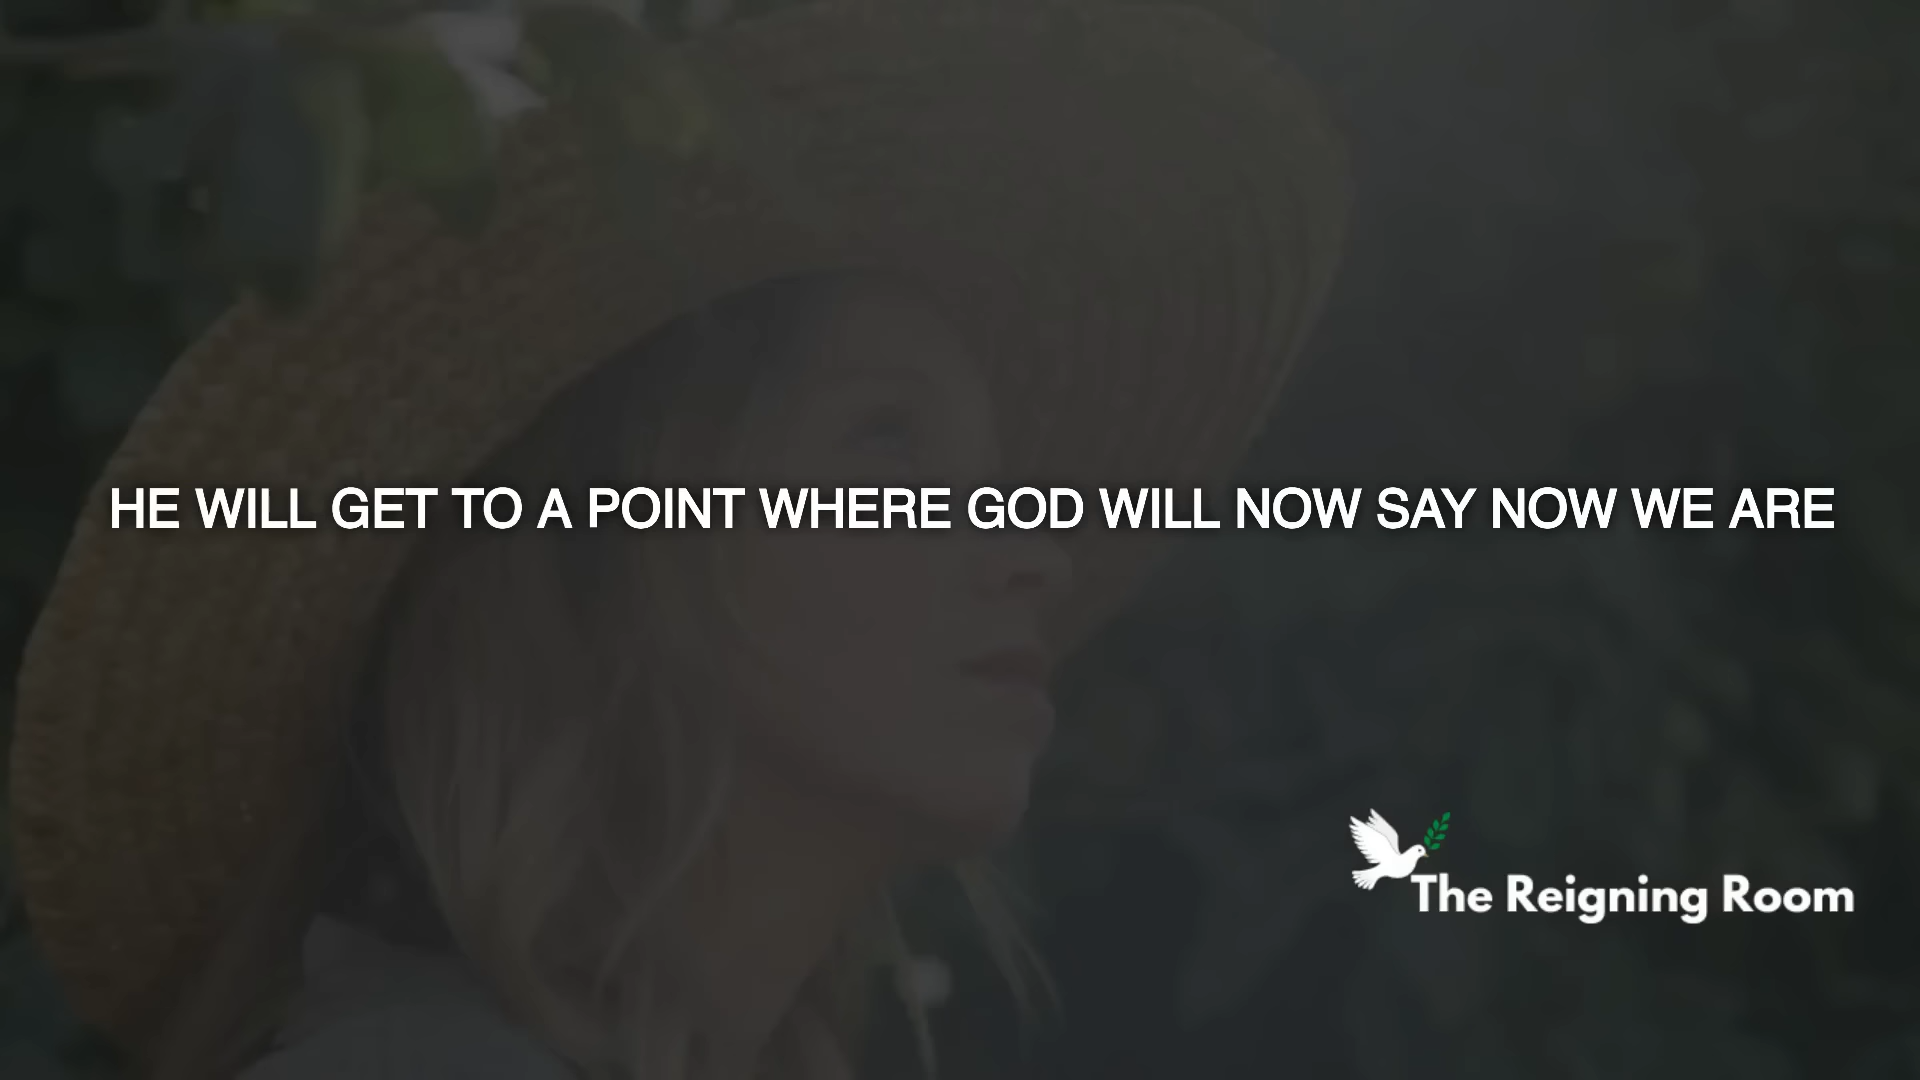 HE WILL GET TO A POINT WHERE GOD WILL NOW SAY NOW WE ARE
The Reigning Room